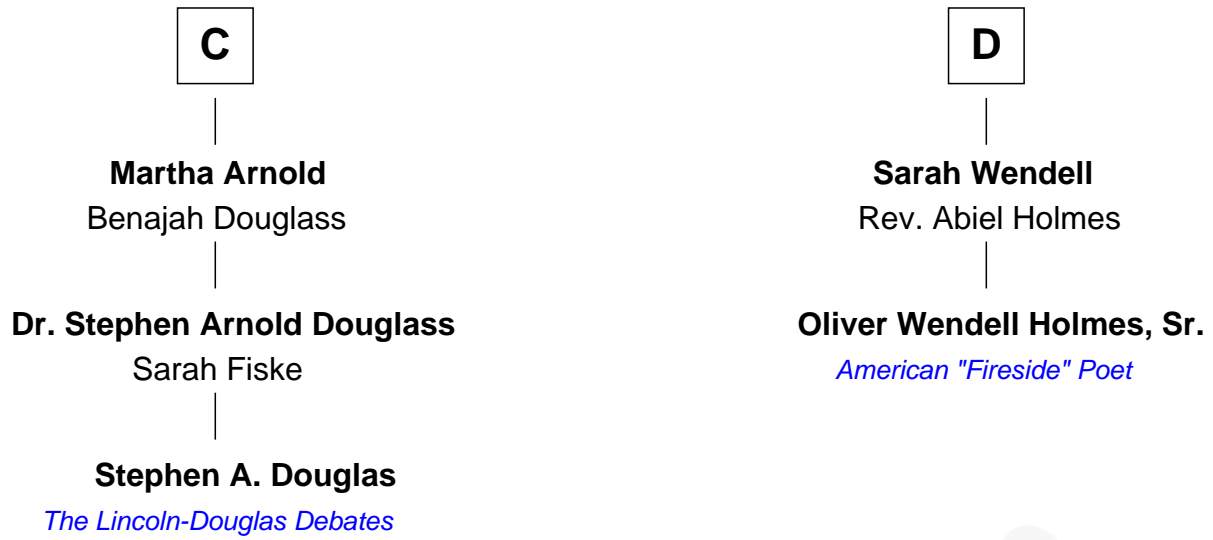 C
Martha Arnold
Benajah Douglass
Dr. Stephen Arnold Douglass
Sarah Fiske
Stephen A. Douglas
The Lincoln-Douglas Debates
D
Sarah Wendell
Rev. Abiel Holmes
Oliver Wendell Holmes, Sr.
American "Fireside" Poet